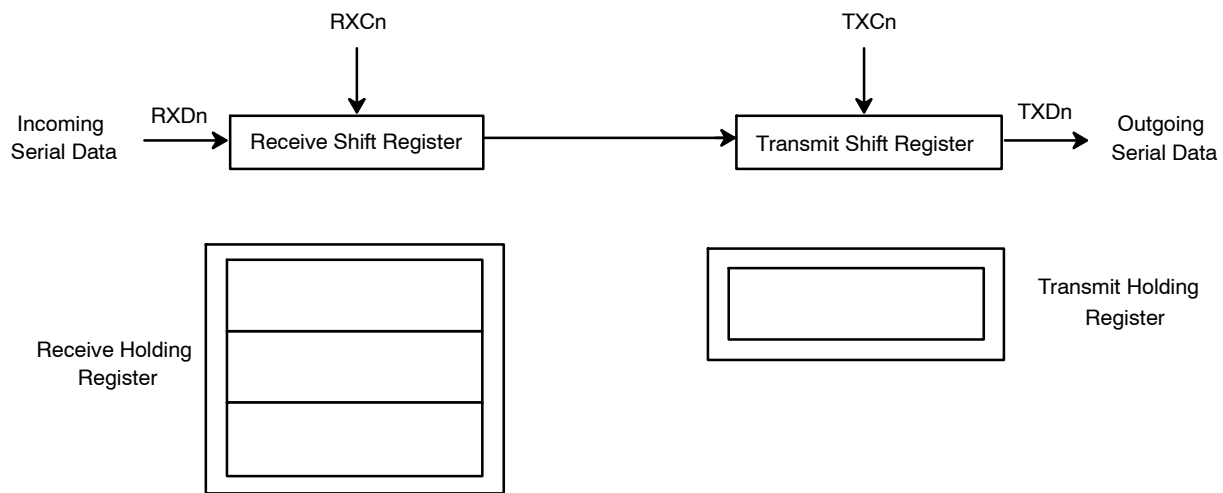 RXCn
TXCn
Incoming
Serial Data
RXDn
Receive Shift Register
Transmit Shift Register
TXDn
Outgoing
Serial Data
Receive Holding
Register
Transmit Holding
Register